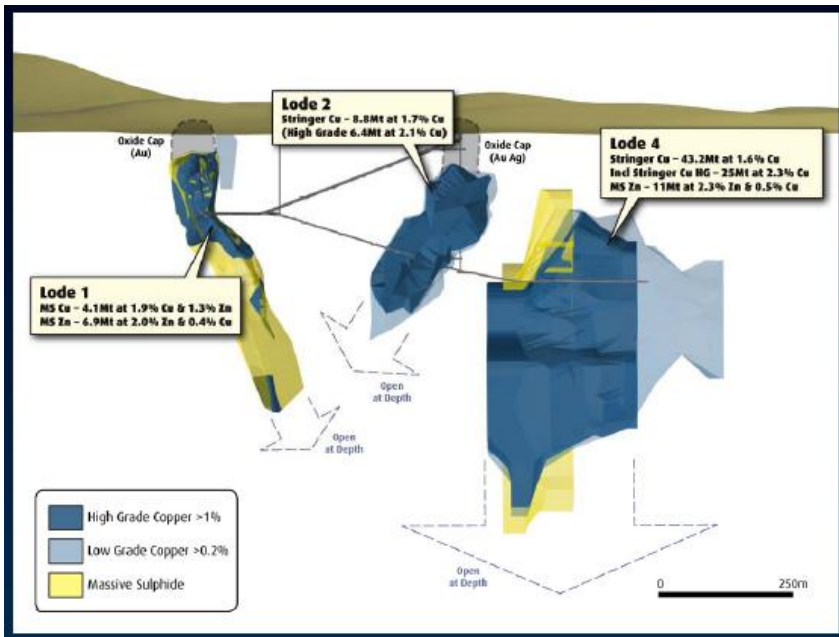 Lode 2
Stringer Cu – 8.8Mt at 1.7% Cu
(High Grade 6.4Mt at 2.1% Cu)
Oxide Cap
(Au)
Oxide Cap
(Au Ag)
Lode 4
Stringer Cu – 43.2Mt at 1.6% Cu
Incl Stringer Cu HG – 25Mt at 2.3% Cu
MS Zn – 11Mt at 2.3% Zn & 0.5% Cu
Lode 1
MS Cu – 4.1Mt at 1.9% Cu & 1.3% Zn
MS Zn – 6.9Mt at 2.0% Zn & 0.4% Cu
Open
at Depth
Open
at Depth
Open
at Depth
High Grade Copper >1%
Low Grade Copper >0.2%
Massive Sulphide
0 250m